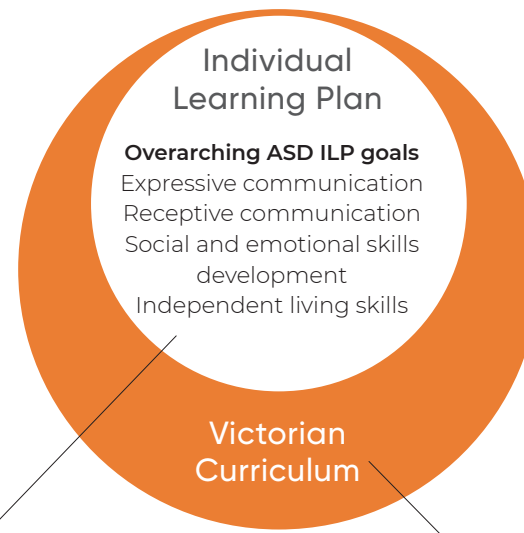 Individual
Learning Plan
Overarching ASD ILP goals
Expressive communication
Receptive communication
Social and emotional skills
development
Independent living skills
Victorian
Curriculum